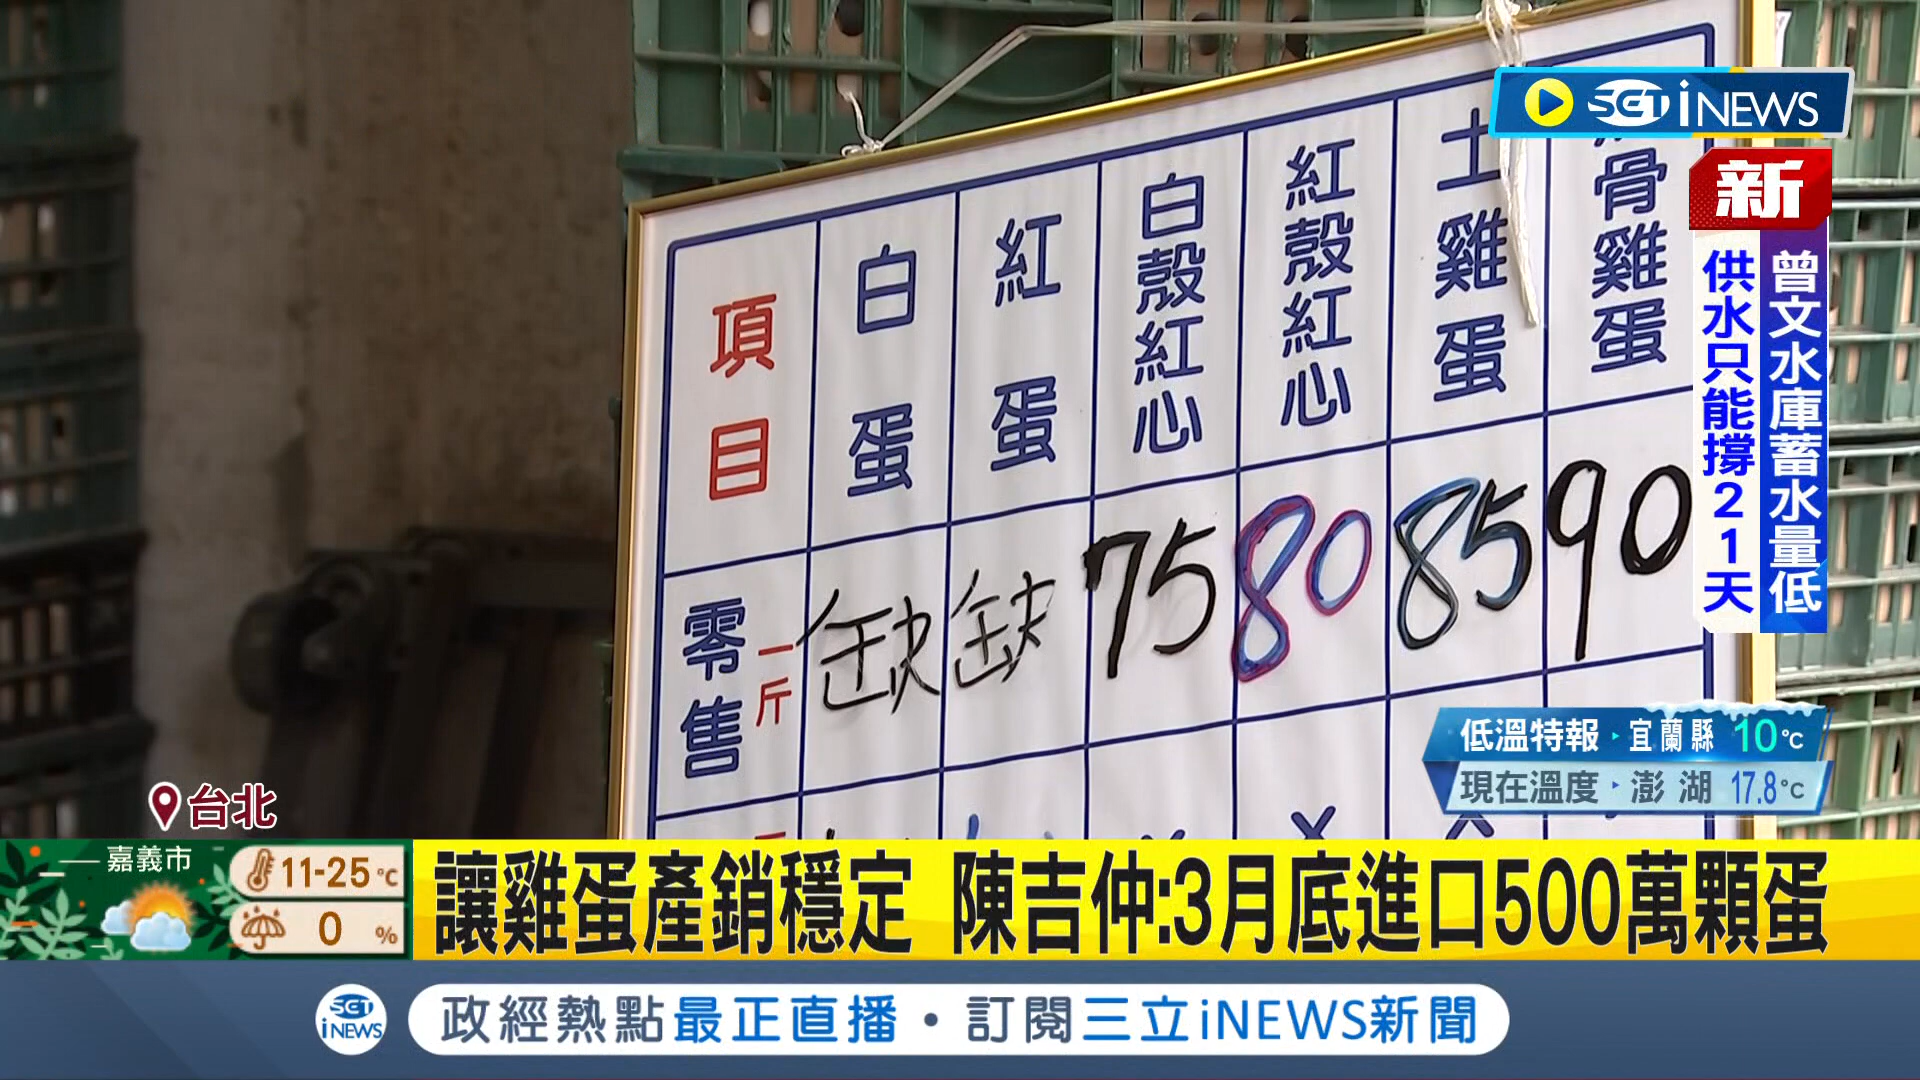 SET iNEWS
新
曾文水庫蓄水量低
供水只能撐21天
項目
白蛋
紅蛋
白殼紅心
紅殼紅心
土雞蛋
骨雞蛋
零售 一斤
缺
缺
75
80
85
90
低溫特報 宜蘭縣 10°C
現在溫度 澎湖 17.8°C
台北
嘉義市
11-25°C
0 %
讓雞蛋產銷穩定 陳吉仲:3月底進口500萬顆蛋
SET iNEWS
政經熱點最正直播・訂閱三立iNEWS新聞